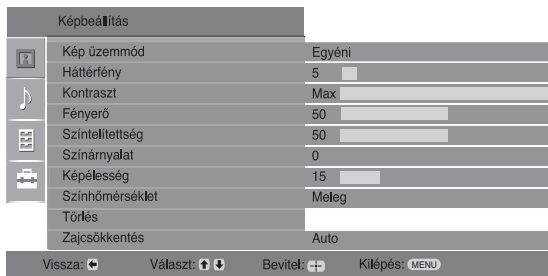 Képbeállítás
Kép üzemmód Egyéni
Háttérfény 5
Kontraszt Max
Fényerő 50
Színtelítettség 50
Színárnyalat 0
Képélesség 15
Színhőmérséklet Meleg
Törlés
Zajcsökkentés Auto
Vissza: Választ: Bevitel: Kilépés: MENU